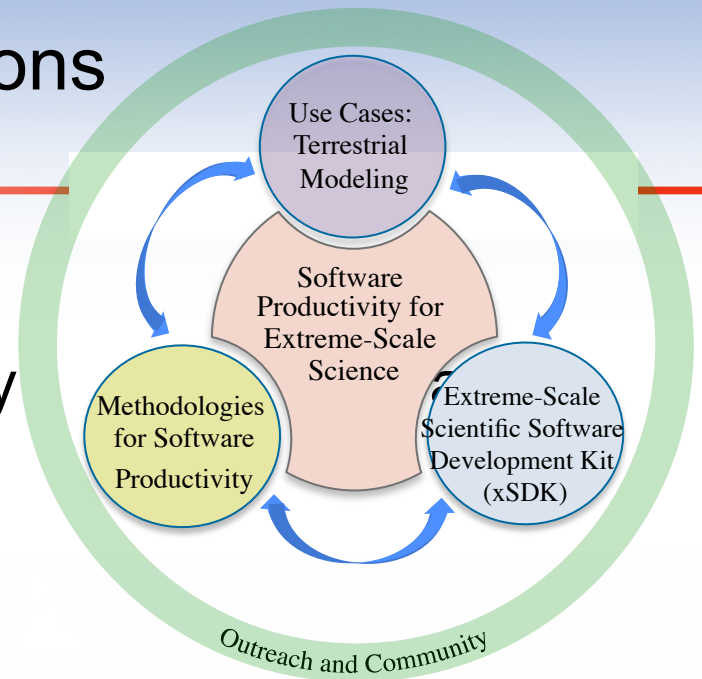 ons
Use Cases:
Terrestrial
Modeling
Software
Productivity for
Extreme-Scale
Science
y
Methodologies
for Software
Productivity
Extreme-Scale
Scientific Software
Development Kit
(xSDK)
Outreach and Community